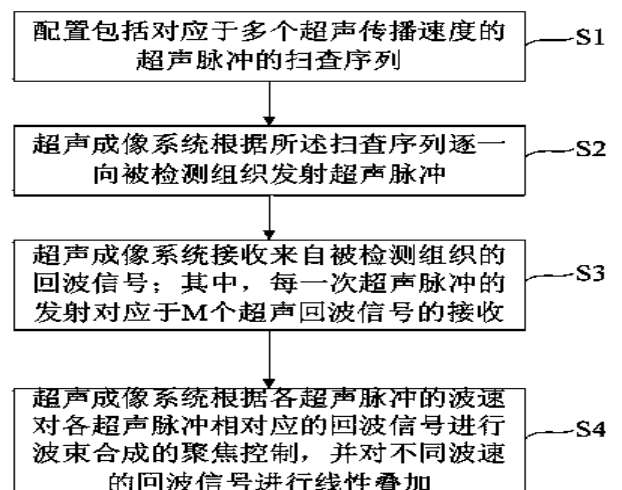 配置包括对应于多个超声传播速度的
超声脉冲的扫查序列
S1
超声成像系统根据所述扫查序列逐一
向被检测组织发射超声脉冲
S2
超声成像系统接收来自被检测组织的
回波信号；其中，每一次超声脉冲的
发射对应于M个超声回波信号的接收
S3
超声成像系统根据各超声脉冲的波速
对各超声脉冲相对应的回波信号进行
波束合成的聚焦控制，并对不同波速
的回波信号进行线性叠加
S4